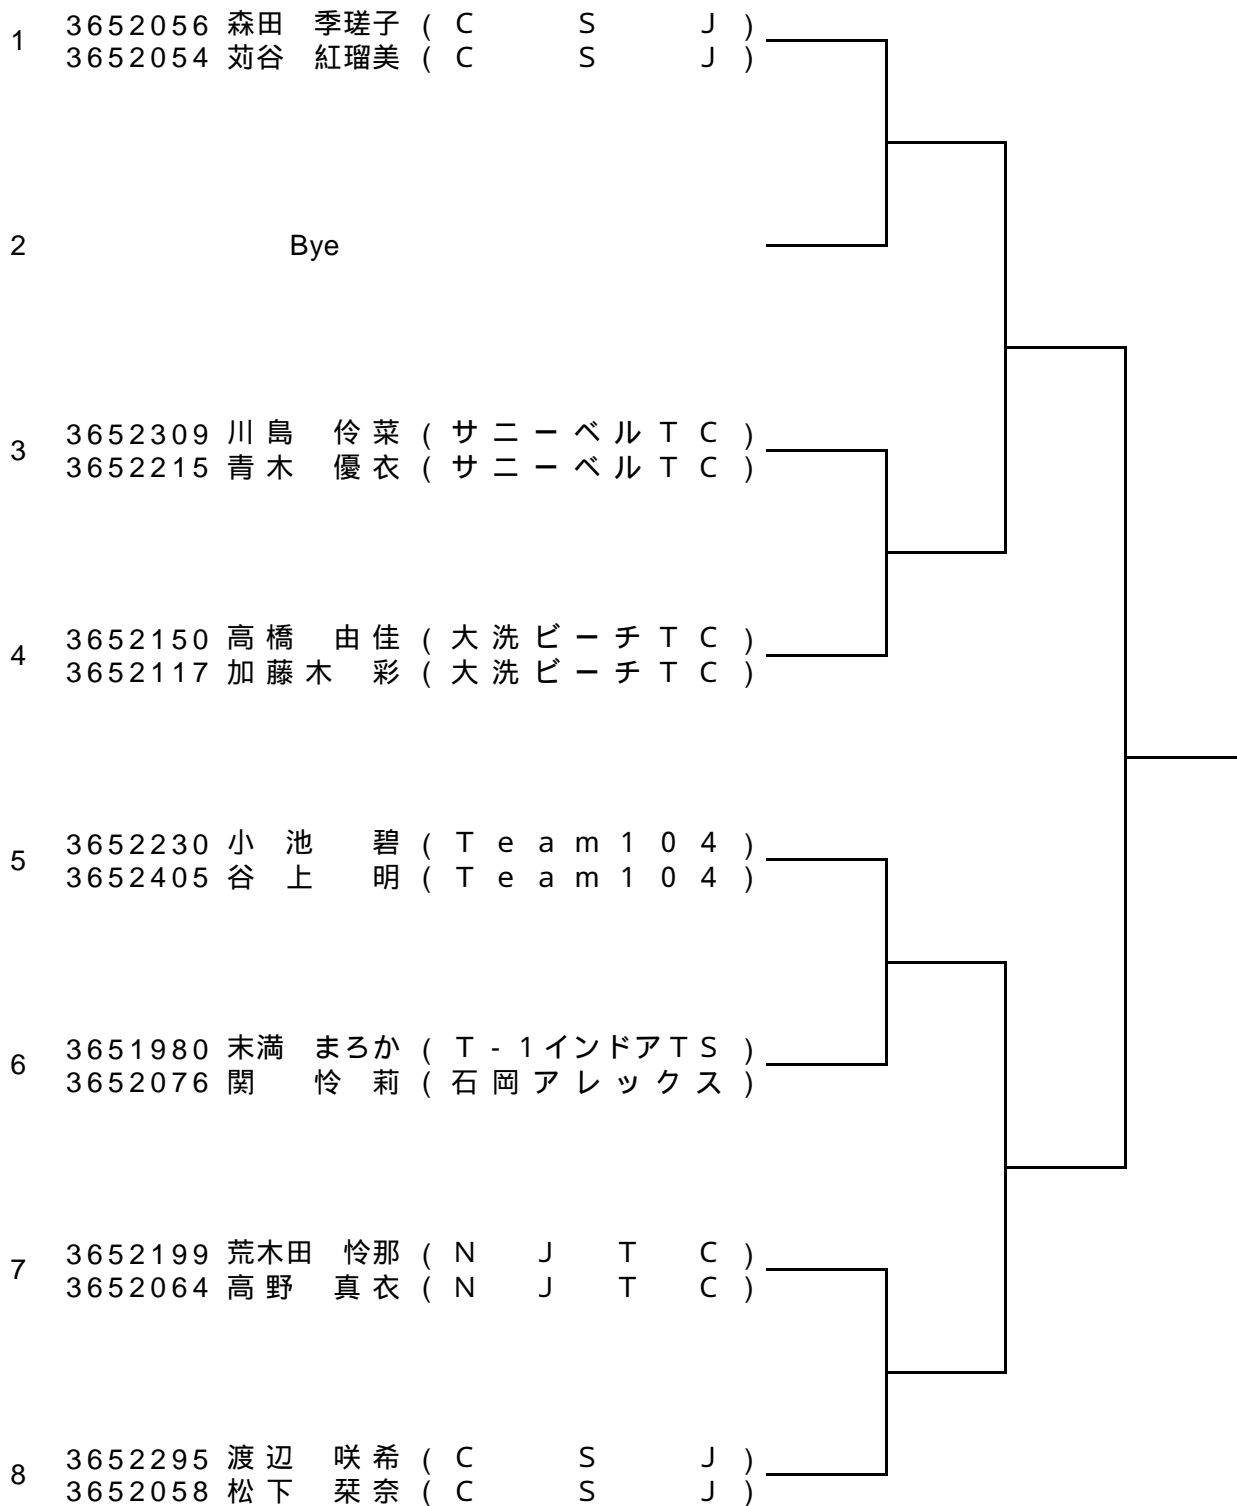 1 3652056 森田 季瑳子 ( C S J )
3652054 苅谷 紅瑠美 ( C S J )
2 Bye
3 3652309 川島 伶菜 ( サニーベルTC )
3652215 青木 優衣 ( サニーベルTC )
4 3652150 高橋 由佳 ( 大洗ビーチTC )
3652117 加藤木 彩 ( 大洗ビーチTC )
5 3652230 小池 碧 ( Team104 )
3652405 谷上 明 ( Team104 )
6 3651980 末満 まろか ( T-1インドアTS )
3652076 関 怜莉 ( 石岡アレックス )
7 3652199 荒木田 怜那 ( N J T C )
3652064 高野 真衣 ( N J T C )
8 3652295 渡辺 咲希 ( C S J )
3652058 松下 栞奈 ( C S J )